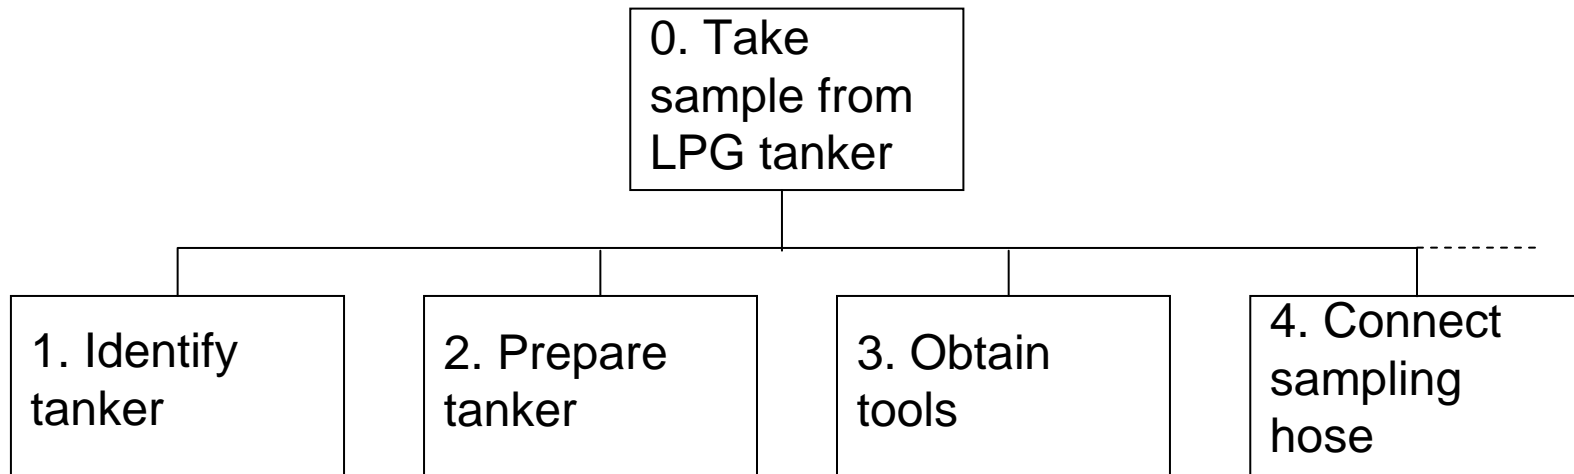 0. Take
sample from
LPG tanker
1. Identify
tanker
2. Prepare
tanker
3. Obtain
tools
4. Connect
sampling
hose